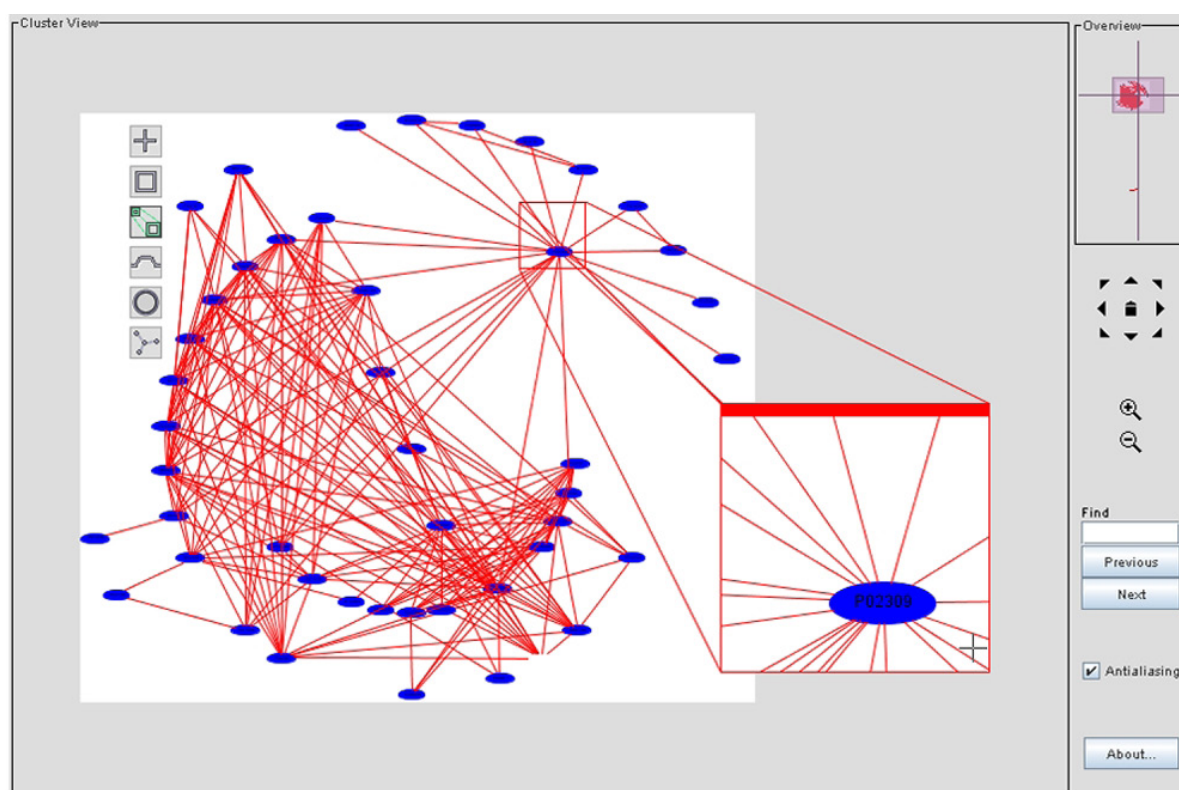 Cluster View
Overview
P02309
Find
Previous
Next
Antialiasing
About...